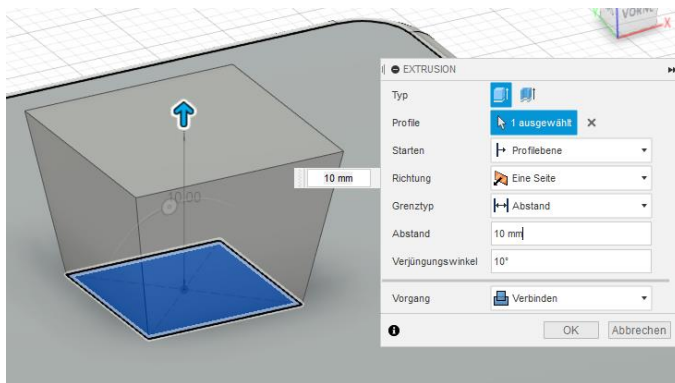 VORNE
X
EXTRUSION
Typ
Profile
1 ausgewählt
Starten
Profilebene
Richtung
Eine Seite
10 mm
10,00
Grenztyp
Abstand
Abstand
10 mm
Verjüngungswinkel
10°
Vorgang
Verbinden
OK
Abbrechen